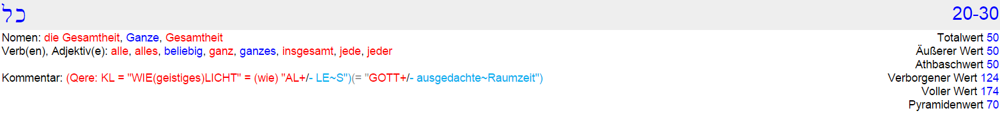 כל 20-30
Nomen: die Gesamtheit, Ganze, Gesamtheit Totalwert 50
Verb(en), Adjektiv(e): alle, alles, beliebig, ganz, ganzes, insgesamt, jede, jeder Äußerer Wert 50
Athbaschwert 50
Kommentar: (Qere: KL = "WIE(geistiges)LICHT" = (wie) "AL+/- LE~S")(= "GOTT+/- ausgedachte~Raumzeit") Verborgener Wert 124
Voller Wert 174
Pyramidenwert 70